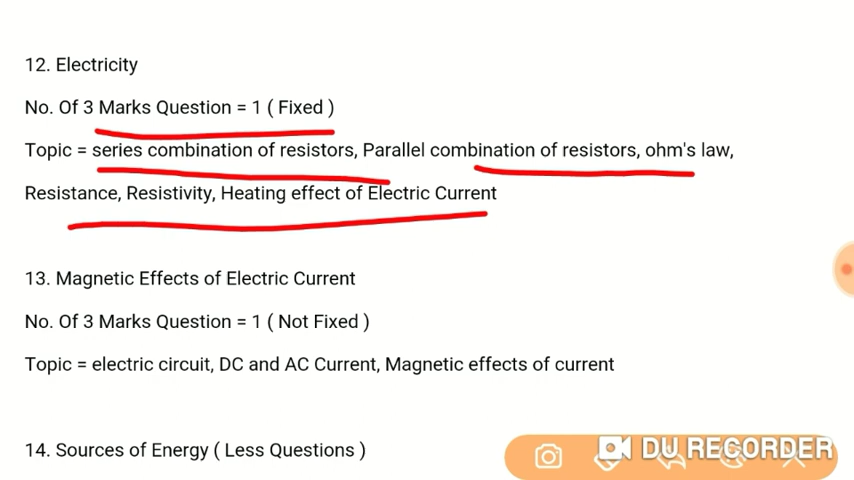 12. Electricity
No. Of 3 Marks Question = 1 ( Fixed )
Topic = series combination of resistors, Parallel combination of resistors, ohm's law,
Resistance, Resistivity, Heating effect of Electric Current
13. Magnetic Effects of Electric Current
No. Of 3 Marks Question = 1 ( Not Fixed )
Topic = electric circuit, DC and AC Current, Magnetic effects of current
14. Sources of Energy ( Less Questions )
DU RECORDER